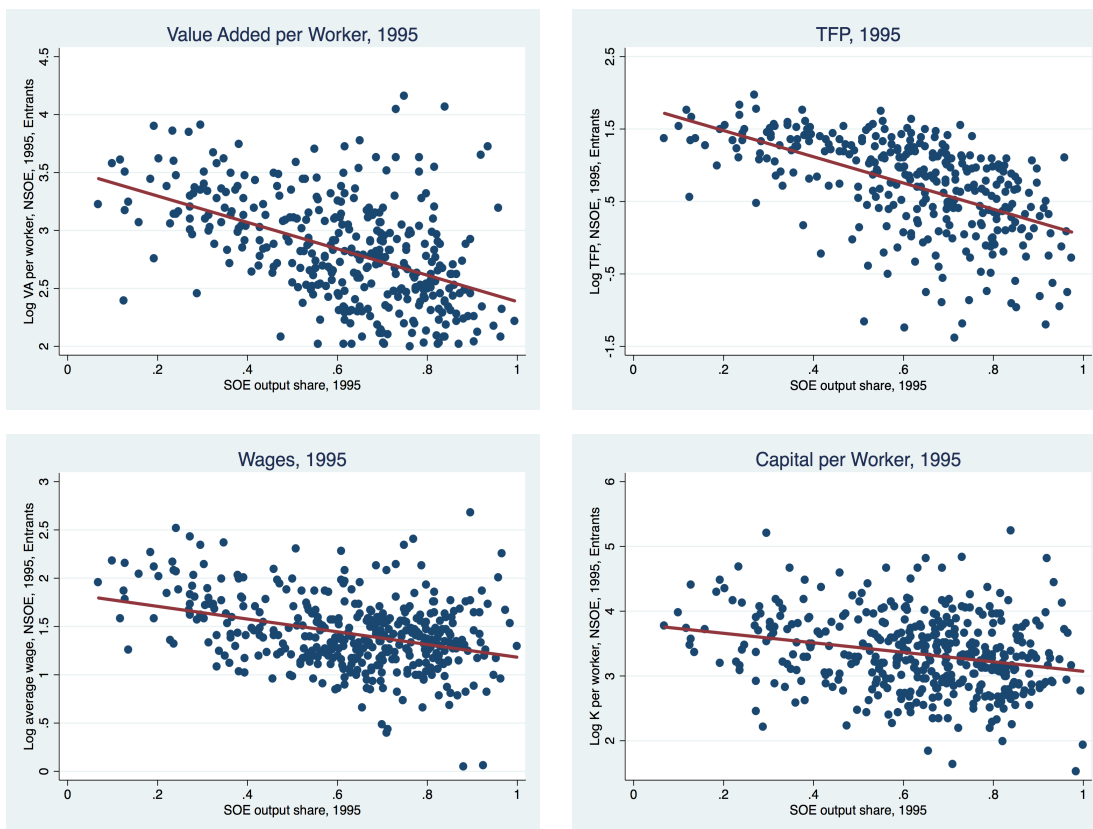 Value Added per Worker, 1995
Log VA per worker, NSOE, 1995, Entrants
4.5
4
3.5
3
2.5
2
0 .2 .4 .6 .8 1
SOE output share, 1995
TFP, 1995
Log TFP, NSOE, 1995, Entrants
2.5
1.5
.5
-.5
-1.5
0 .2 .4 .6 .8 1
SOE output share, 1995
Wages, 1995
Log average wage, NSOE, 1995, Entrants
3
2.5
2
1.5
1
.5
0
0 .2 .4 .6 .8 1
SOE output share, 1995
Capital per Worker, 1995
Log K per worker, NSOE, 1995, Entrants
6
5
4
3
2
0 .2 .4 .6 .8 1
SOE output share, 1995